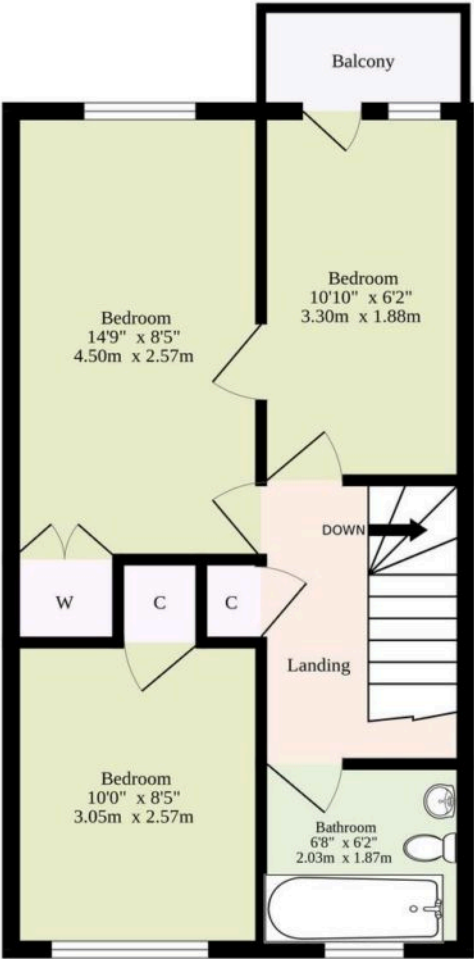 Balcony
Bedroom
10'10" x 6'2"
3.30m x 1.88m
Bedroom
14'9" x 8'5"
4.50m x 2.57m
DOWN
W
C
C
Landing
Bedroom
10'0" x 8'5"
3.05m x 2.57m
Bathroom
6'8" x 6'2"
2.03m x 1.87m